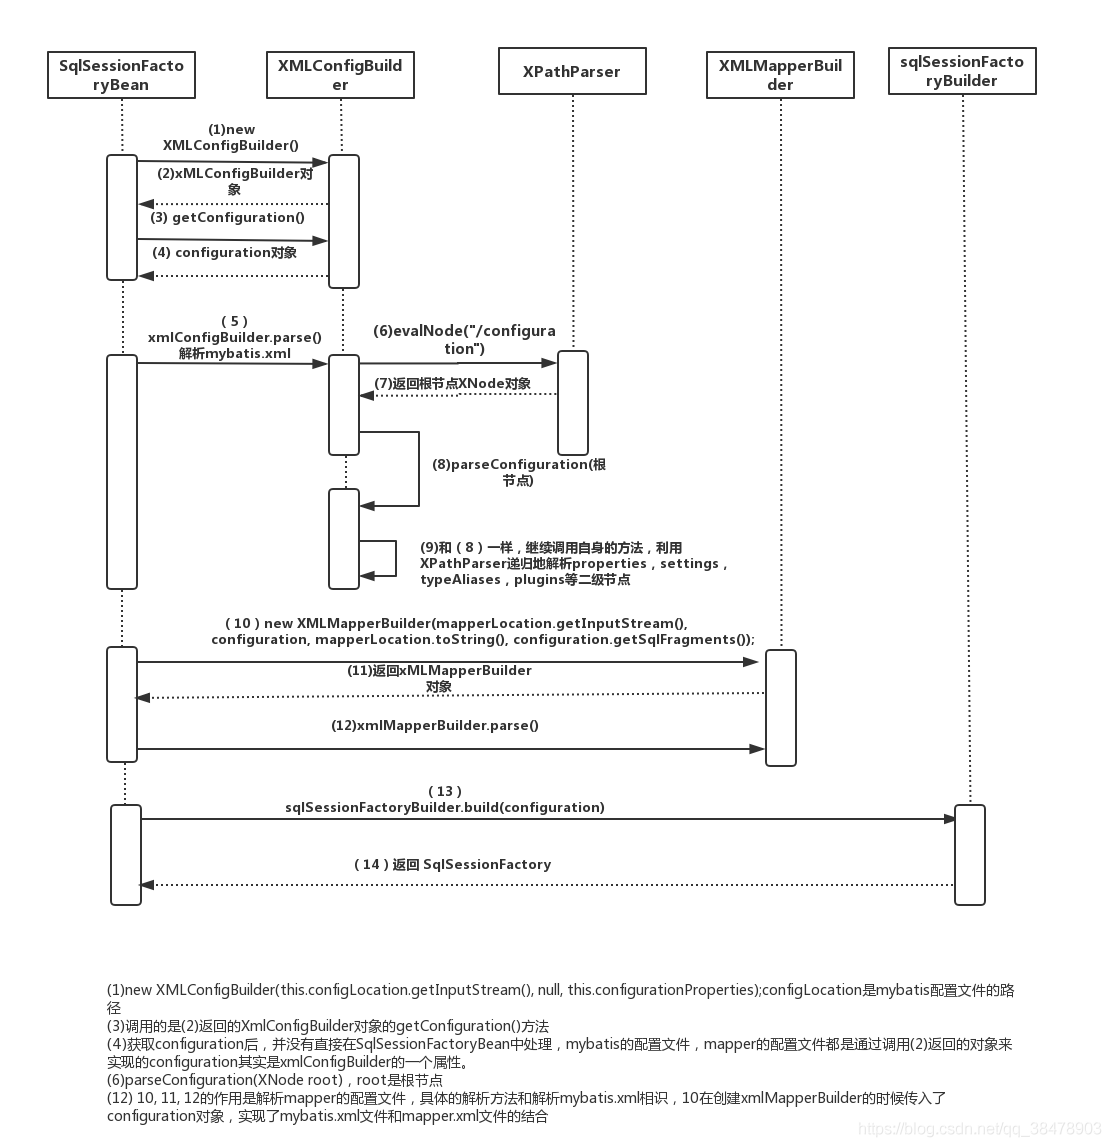 SqlSessionFacto
ryBean
XMLConfigBuild
er
XPathParser
XMLMapperBuil
der
sqlSessionFacto
ryBuilder
(1)new
XMLConfigBuilder()
(2)xMLConfigBuilder对
象
(3) getConfiguration()
(4) configuration对象
（5）
xmlConfigBuilder.parse()
解析mybatis.xml
(6)evalNode("/configura
tion")
(7)返回根节点XNode对象
(8)parseConfiguration(根
节点)
(9)和（8）一样，继续调用自身的方法，利用
XPathParser递归地解析properties，settings，
typeAliases，plugins等二级节点
（10）new XMLMapperBuilder(mapperLocation.getInputStream(),
configuration, mapperLocation.toString(), configuration.getSqlFragments());
(11)返回xMLMapperBuilder
对象
(12)xmlMapperBuilder.parse()
（13）
sqlSessionFactoryBuilder.build(configuration)
（14）返回 SqlSessionFactory
(1)new XMLConfigBuilder(this.configLocation.getInputStream(), null, this.configurationProperties);configLocation是mybatis配置文件的路
径
(3)调用的是(2)返回的XmlConfigBuilder对象的getConfiguration()方法
(4)获取configuration后，并没有直接在SqlSessionFactoryBean中处理，mybatis的配置文件，mapper的配置文件都是通过调用(2)返回的对象来
实现的configuration其实是xmlConfigBuilder的一个属性。
(6)parseConfiguration(XNode root)，root是根节点
(12) 10, 11, 12的作用是解析mapper的配置文件，具体的解析方法和解析mybatis.xml相识，10在创建xmlMapperBuilder的时候传入了
configuration对象，实现了mybatis.xml文件和mapper.xml文件的结合
https://blog.csdn.net/qq_38478903